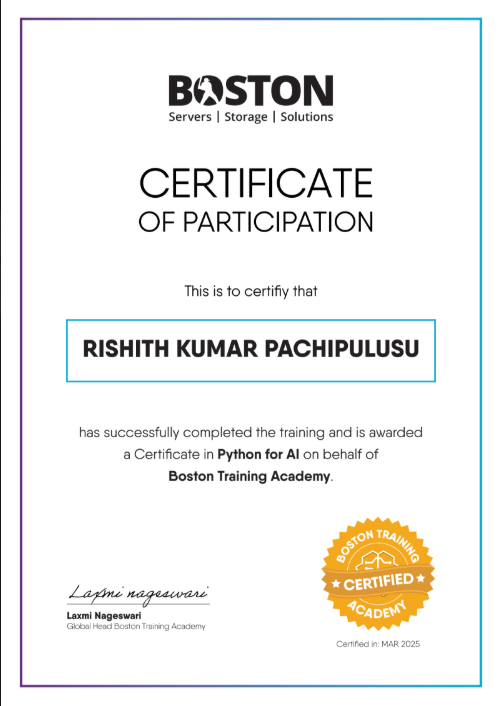 BOSTON
Servers | Storage | Solutions
CERTIFICATE
OF PARTICIPATION
This is to certifiy that
RISHITH KUMAR PACHIPULUSU
has successfully completed the training and is awarded
a Certificate in Python for AI on behalf of
Boston Training Academy.
Laxmi nageswari
Laxmi Nageswari
Global Head Boston Training Academy
BOSTON TRAINING
CERTIFIED
ACADEMY
Certified in: MAR 2025